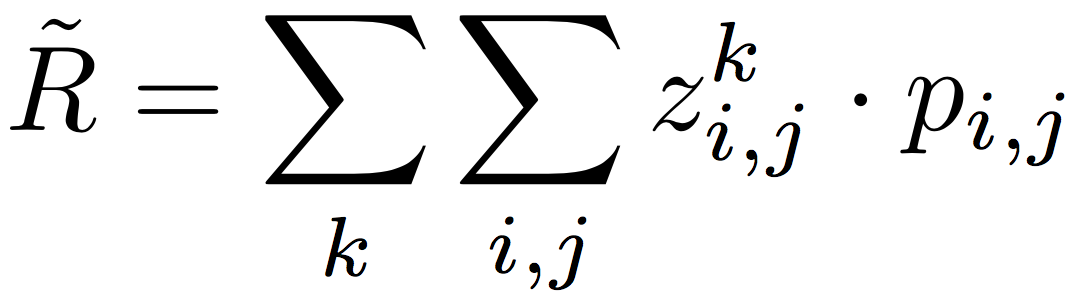 R̃ = ∑_k ∑_{i,j} z^k_{i,j} · p_{i,j}